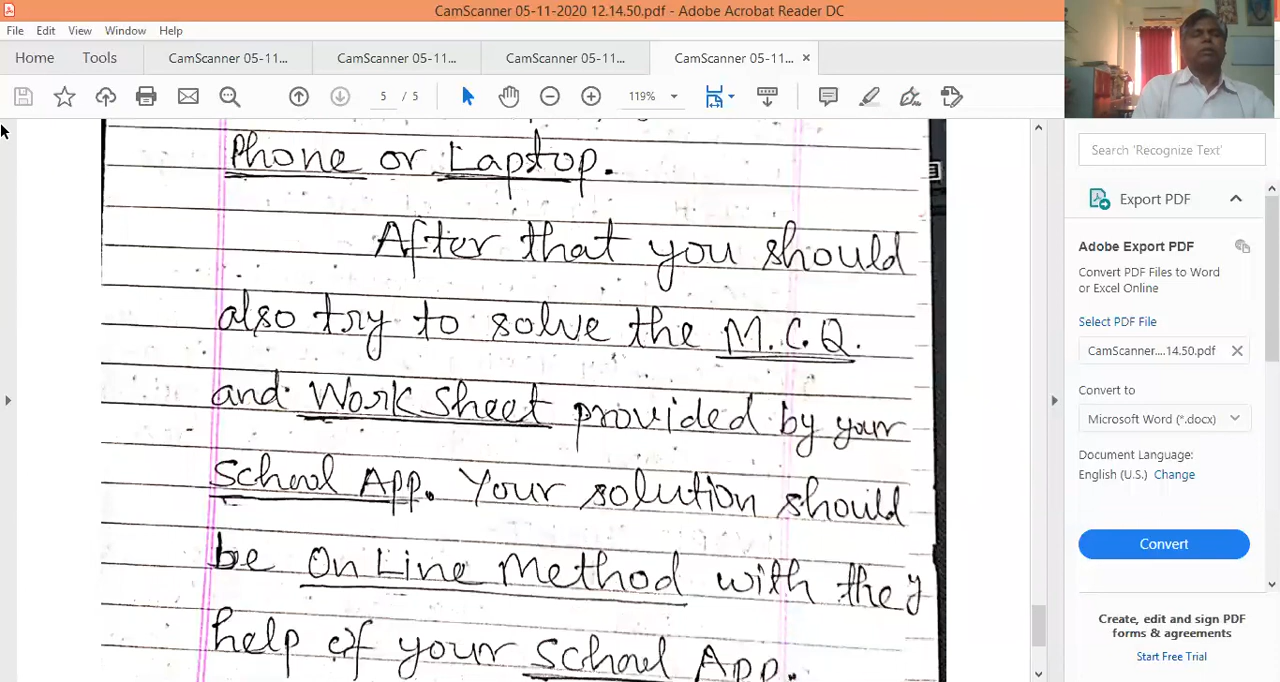 CamScanner 05-11-2020 12.14.50.pdf - Adobe Acrobat Reader DC
File Edit View Window Help
Home Tools CamScanner 05-11... CamScanner 05-11... CamScanner 05-11... CamScanner 05-11... ×
5 / 5 119%
Search 'Recognize Text'
Export PDF
Adobe Export PDF
Convert PDF Files to Word
or Excel Online
Select PDF File
CamScanner....14.50.pdf
Convert to
Microsoft Word (*.docx)
Document Language:
English (U.S.) Change
Convert
Create, edit and sign PDF
forms & agreements
Start Free Trial
Phone or Laptop.
After that you should
also try to solve the M.C.Q.
and Work Sheet provided by your
School App. Your solution should
be On Line Method with the
help of your School App.